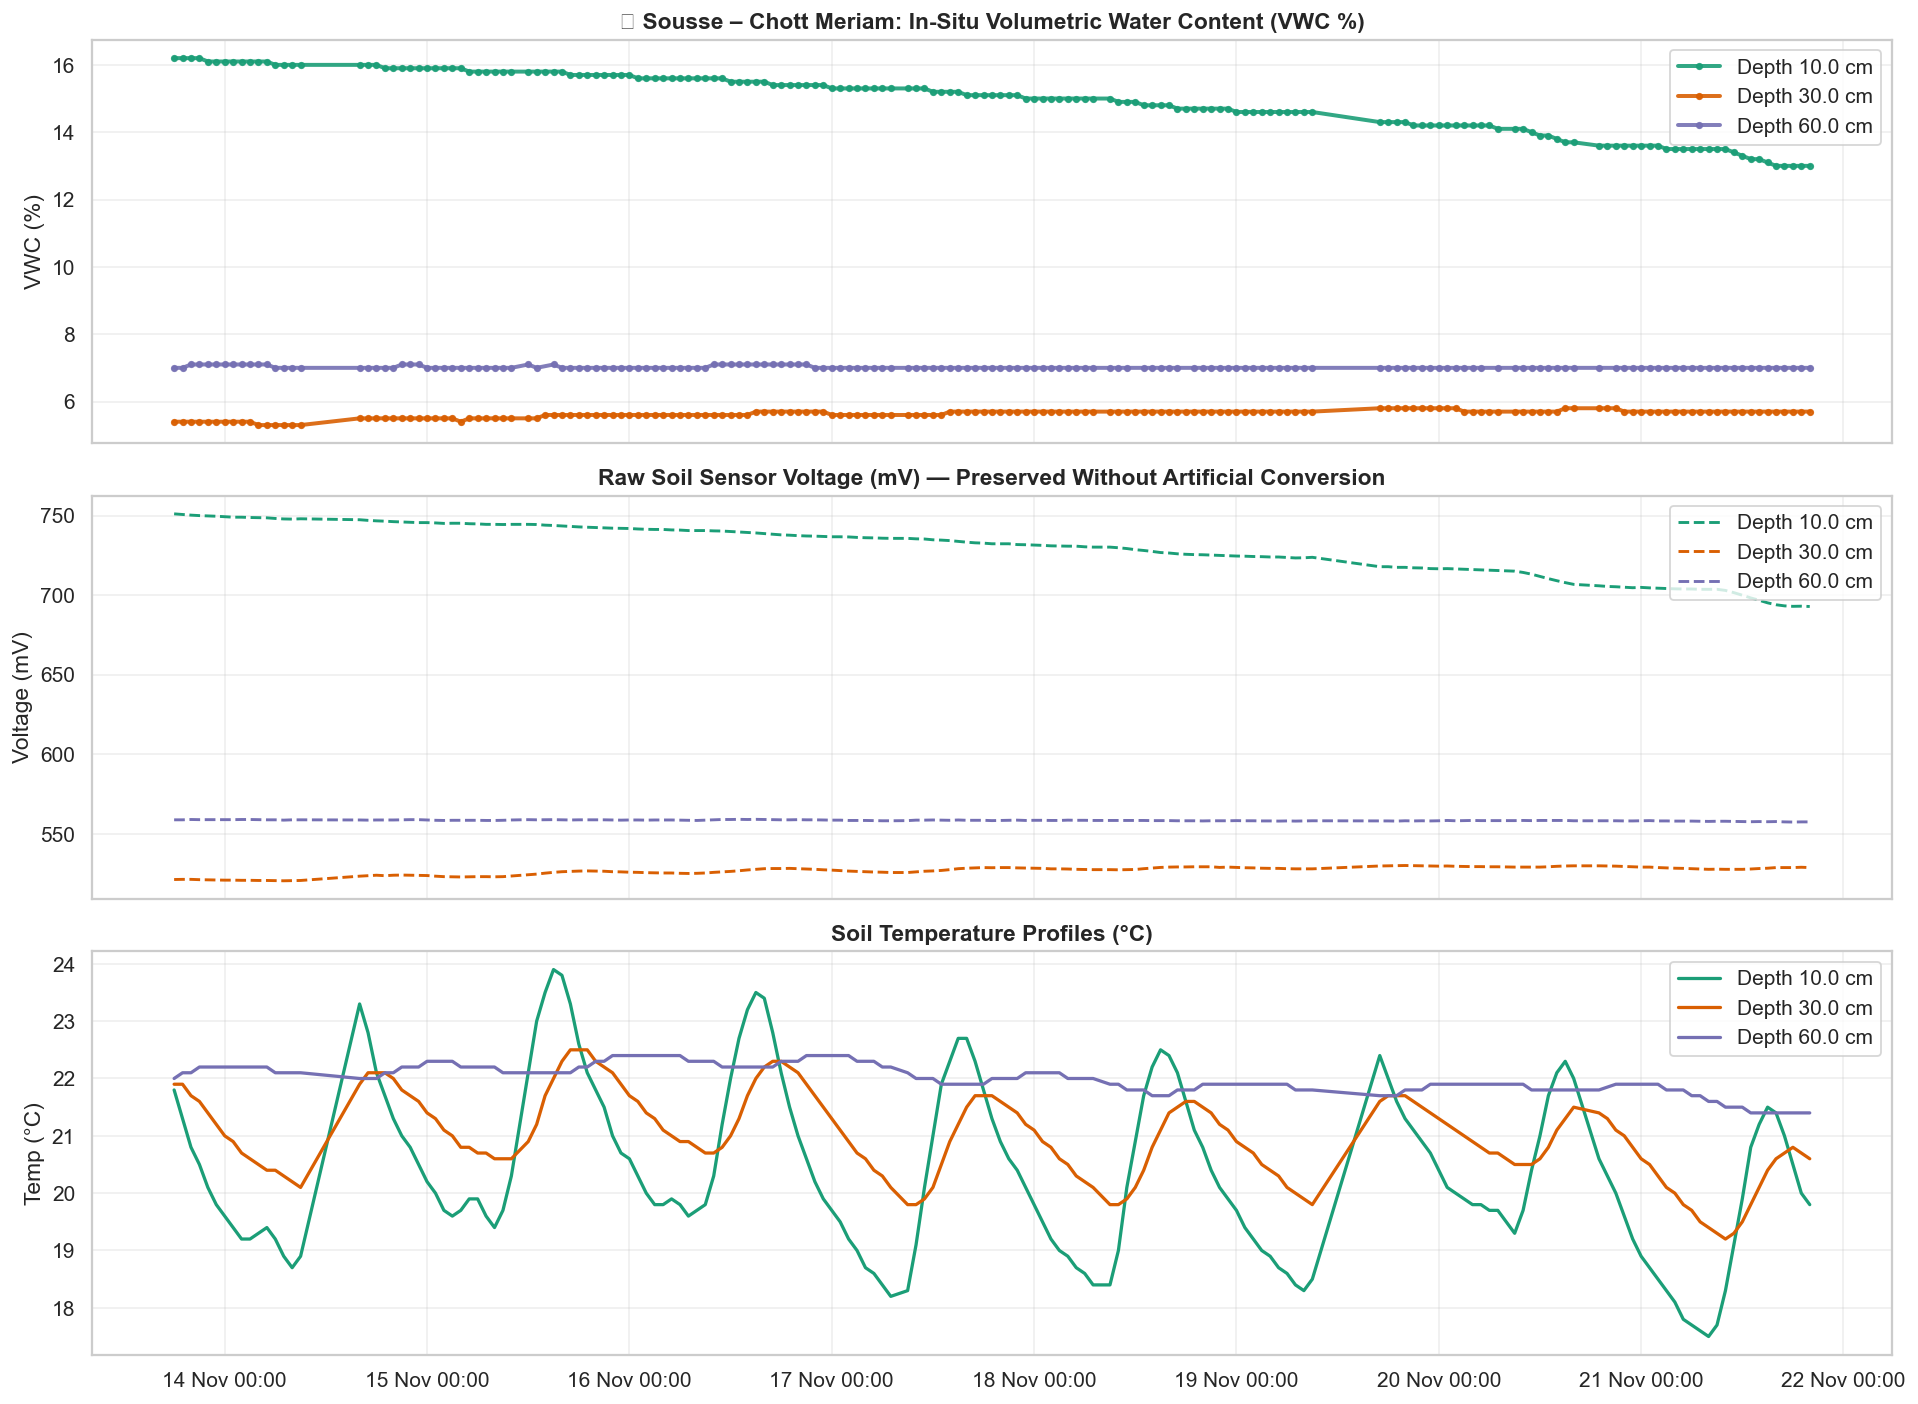 Sousse – Chott Meriam: In-Situ Volumetric Water Content (VWC %)
VWC (%)
16
14
12
10
8
6
Depth 10.0 cm
Depth 30.0 cm
Depth 60.0 cm
Raw Soil Sensor Voltage (mV) — Preserved Without Artificial Conversion
Voltage (mV)
750
700
650
600
550
Depth 10.0 cm
Depth 30.0 cm
Depth 60.0 cm
Soil Temperature Profiles (°C)
Temp (°C)
24
23
22
21
20
19
18
Depth 10.0 cm
Depth 30.0 cm
Depth 60.0 cm
14 Nov 00:00
15 Nov 00:00
16 Nov 00:00
17 Nov 00:00
18 Nov 00:00
19 Nov 00:00
20 Nov 00:00
21 Nov 00:00
22 Nov 00:00